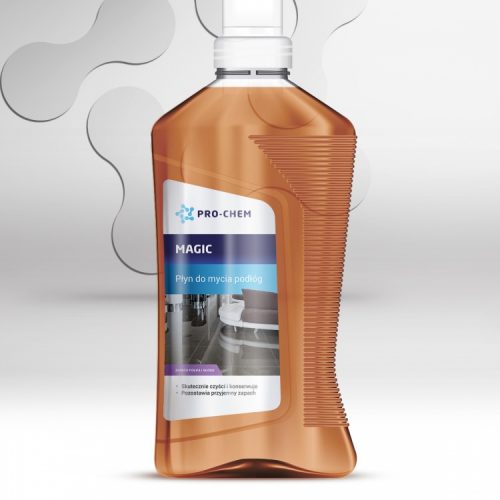 PRO-CHEM
MAGIC
Płyn do mycia podłóg
• Skutecznie czyści i konserwuje
• Pozostawia przyjemny zapach